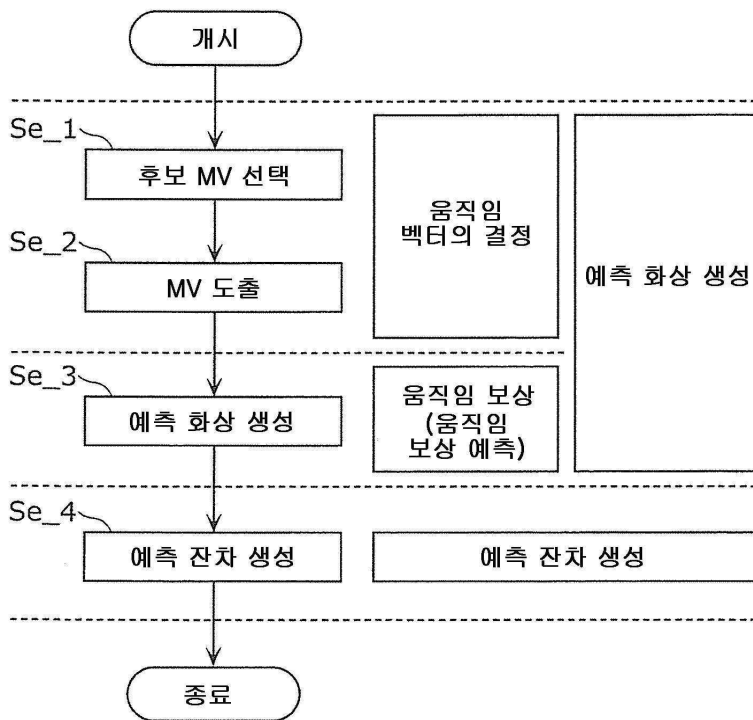 개시
Se_1
후보 MV 선택
Se_2
MV 도출
움직임
벡터의 결정
예측 화상 생성
Se_3
예측 화상 생성
움직임 보상
(움직임
보상 예측)
Se_4
예측 잔차 생성
예측 잔차 생성
종료